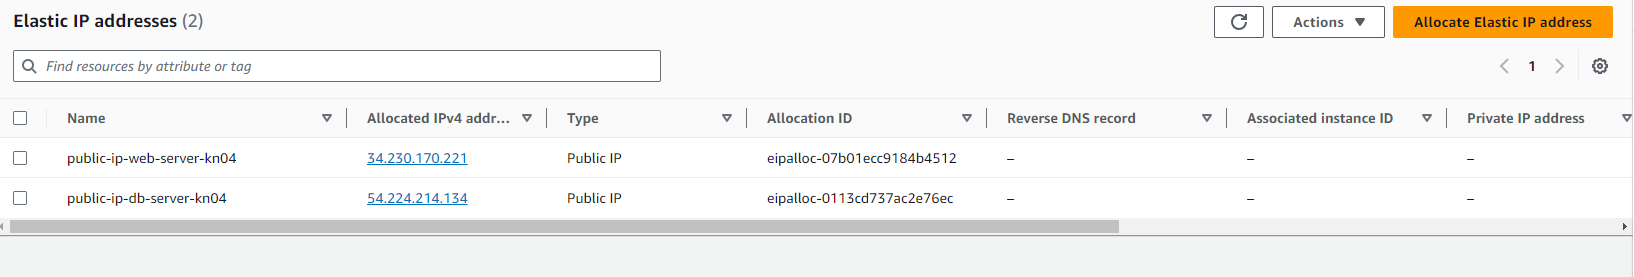 Elastic IP addresses (2)
Actions
Allocate Elastic IP address
Find resources by attribute or tag
1
Name Allocated IPv4 addr... Type Allocation ID Reverse DNS record Associated instance ID Private IP address
public-ip-web-server-kn04 34.230.170.221 Public IP eipalloc-07b01ecc9184b4512 – – –
public-ip-db-server-kn04 54.224.214.134 Public IP eipalloc-0113cd737ac2e76ec – – –